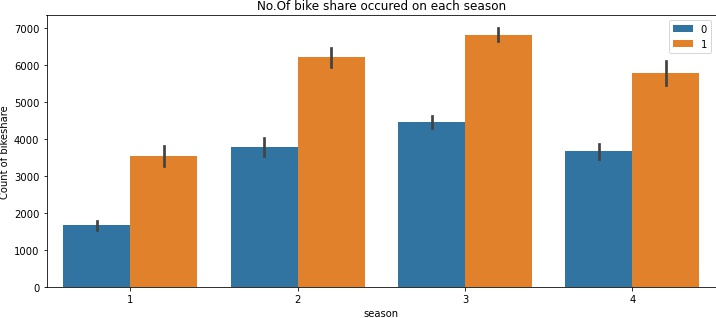 No.Of bike share occured on each season
0
1
Count of bikeshare
7000
6000
5000
4000
3000
2000
1000
0
1 2 3 4
season